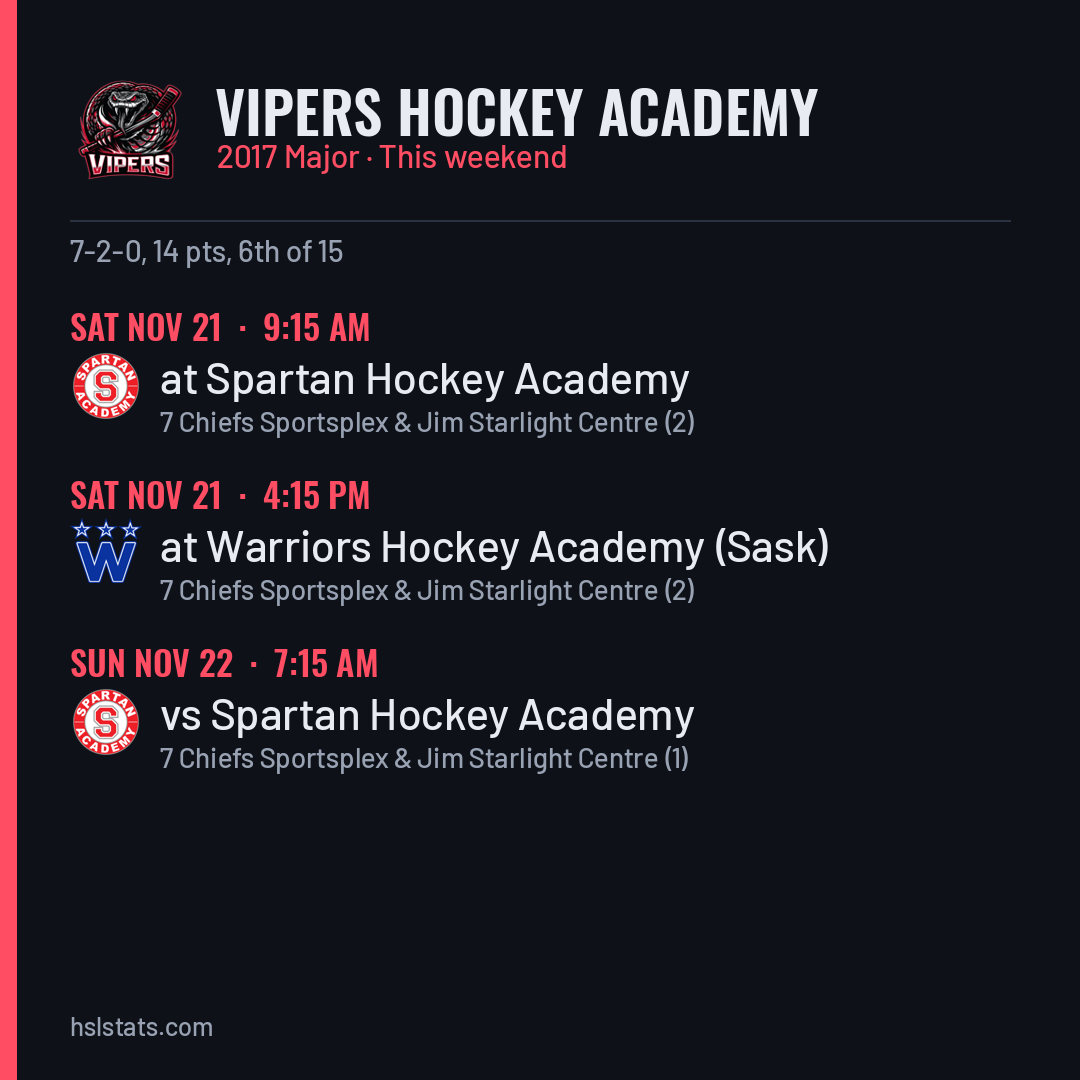 VIPERS
VIPERS HOCKEY ACADEMY
2017 Major · This weekend
7-2-0, 14 pts, 6th of 15
SAT NOV 21 · 9:15 AM
SPARTAN
S
ACADEMY
at Spartan Hockey Academy
7 Chiefs Sportsplex & Jim Starlight Centre (2)
SAT NOV 21 · 4:15 PM
W
at Warriors Hockey Academy (Sask)
7 Chiefs Sportsplex & Jim Starlight Centre (2)
SUN NOV 22 · 7:15 AM
SPARTAN
S
ACADEMY
vs Spartan Hockey Academy
7 Chiefs Sportsplex & Jim Starlight Centre (1)
hslstats.com